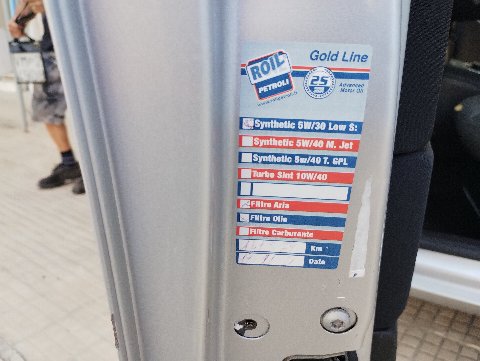 Gold Line
ROIL
PETROLI
25
Advanced
Motor Oil
Synthetic 5W/30 Low S:
Synthetic 5W/40 M. Jet
Synthetic 5w/40 T. GPL
Turbo Sint 10W/40
Filtro Aria
Filtro Olio
Filtro Carburante
Km
Date